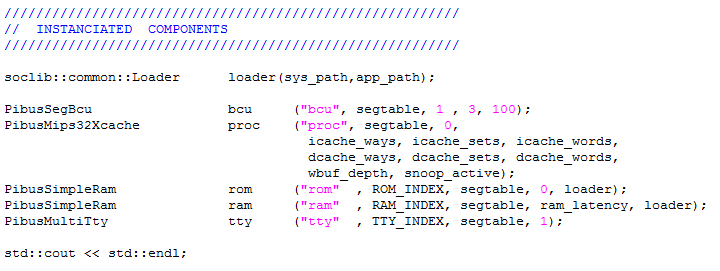 /////////////////////////////////////////////////////////
//  INSTANCIATED  COMPONENTS
/////////////////////////////////////////////////////////
soclib::common::Loader      loader(sys_path,app_path);
PibusSegBcu                 bcu     ("bcu", segtable, 1 , 3, 100);
PibusMips32Xcache           proc    ("proc", segtable, 0,
icache_ways, icache_sets, icache_words,
dcache_ways, dcache_sets, dcache_words,
wbuf_depth, snoop_active);
PibusSimpleRam              rom     ("rom"  , ROM_INDEX, segtable, 0, loader);
PibusSimpleRam              ram     ("ram"  , RAM_INDEX, segtable, ram_latency, loader);
PibusMultiTty               tty     ("tty"  , TTY_INDEX, segtable, 1);
std::cout << std::endl;